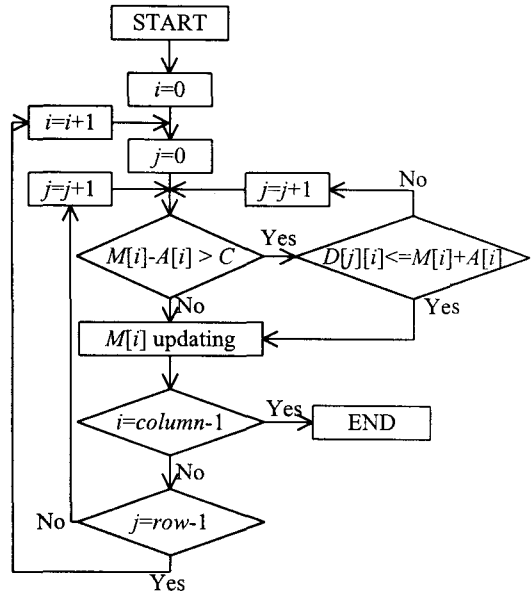 START
i=0
i=i+1
j=0
j=j+1
j=j+1
No
M[i]-A[i] > C
Yes
D[j][i]<=M[i]+A[i]
No
Yes
M[i] updating
i=column-1
Yes
END
No
No
j=row-1
Yes